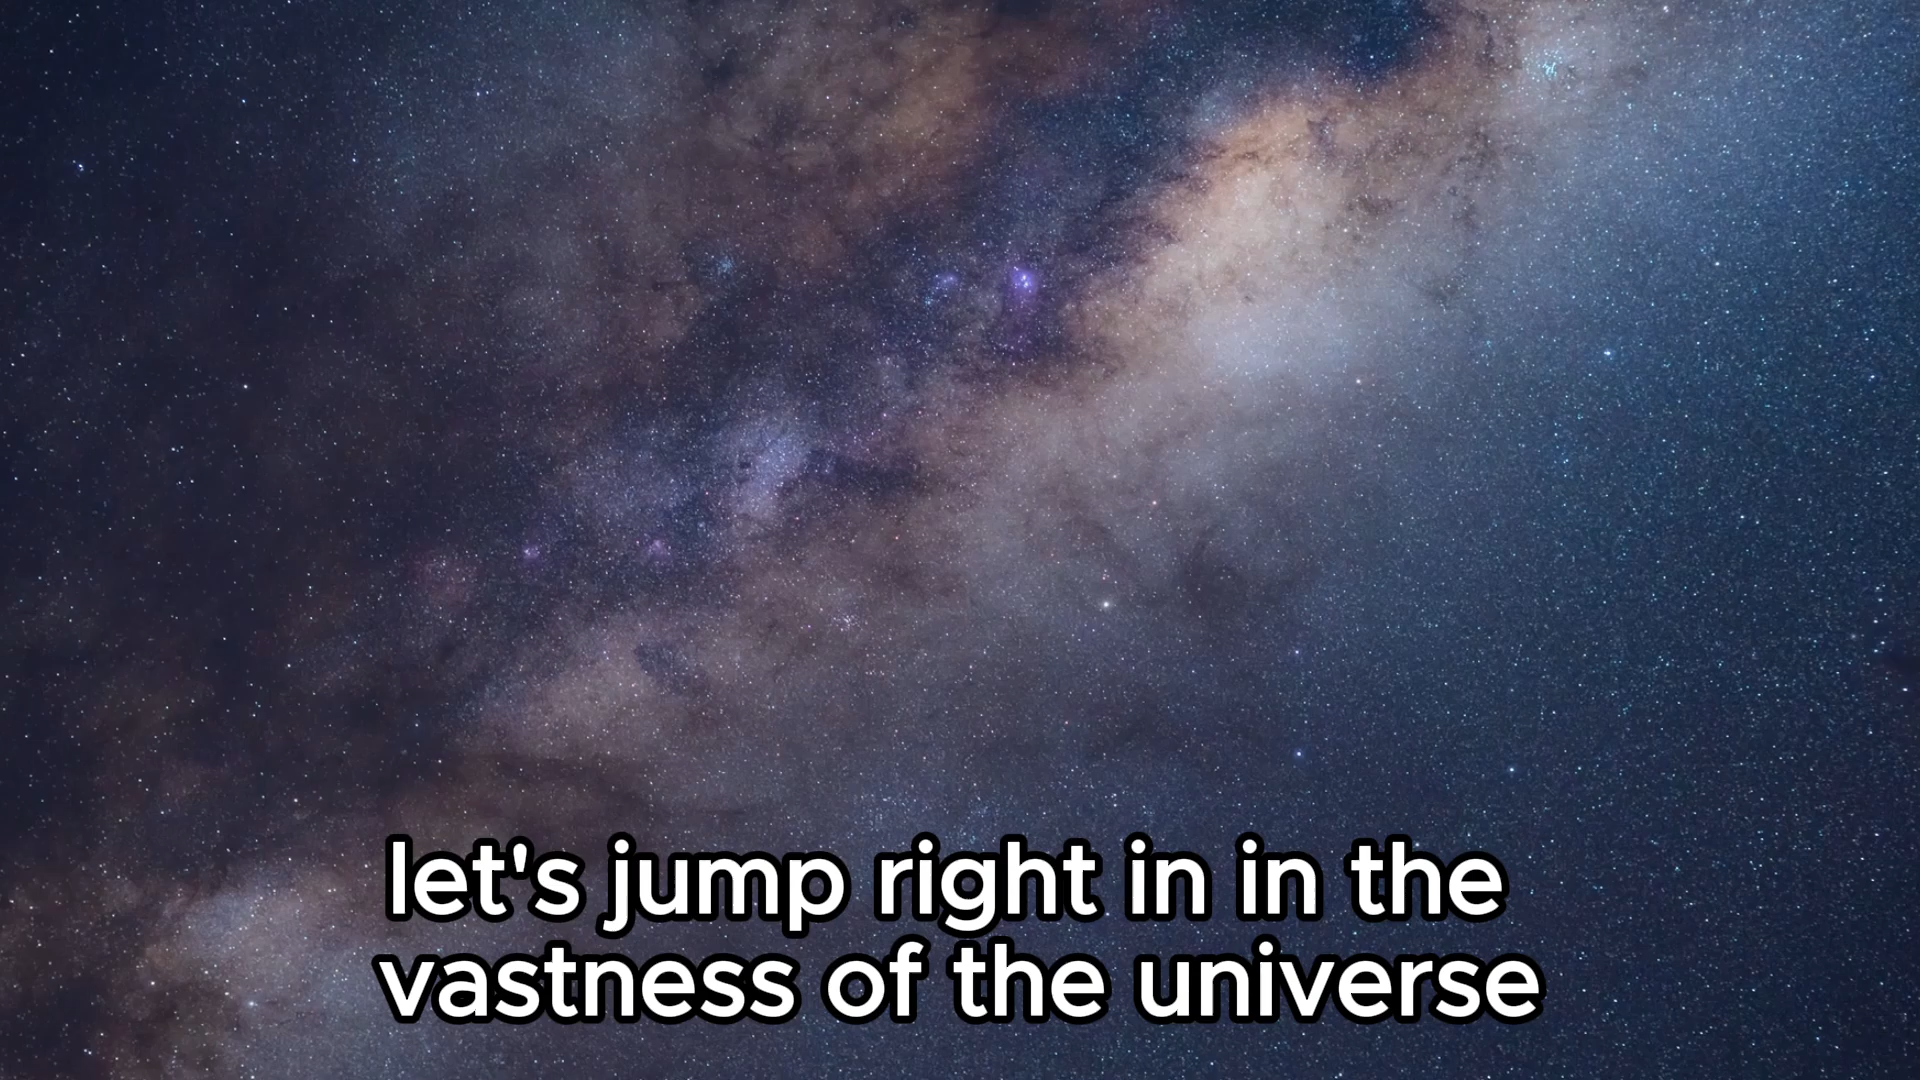 let's jump right in in the
vastness of the universe